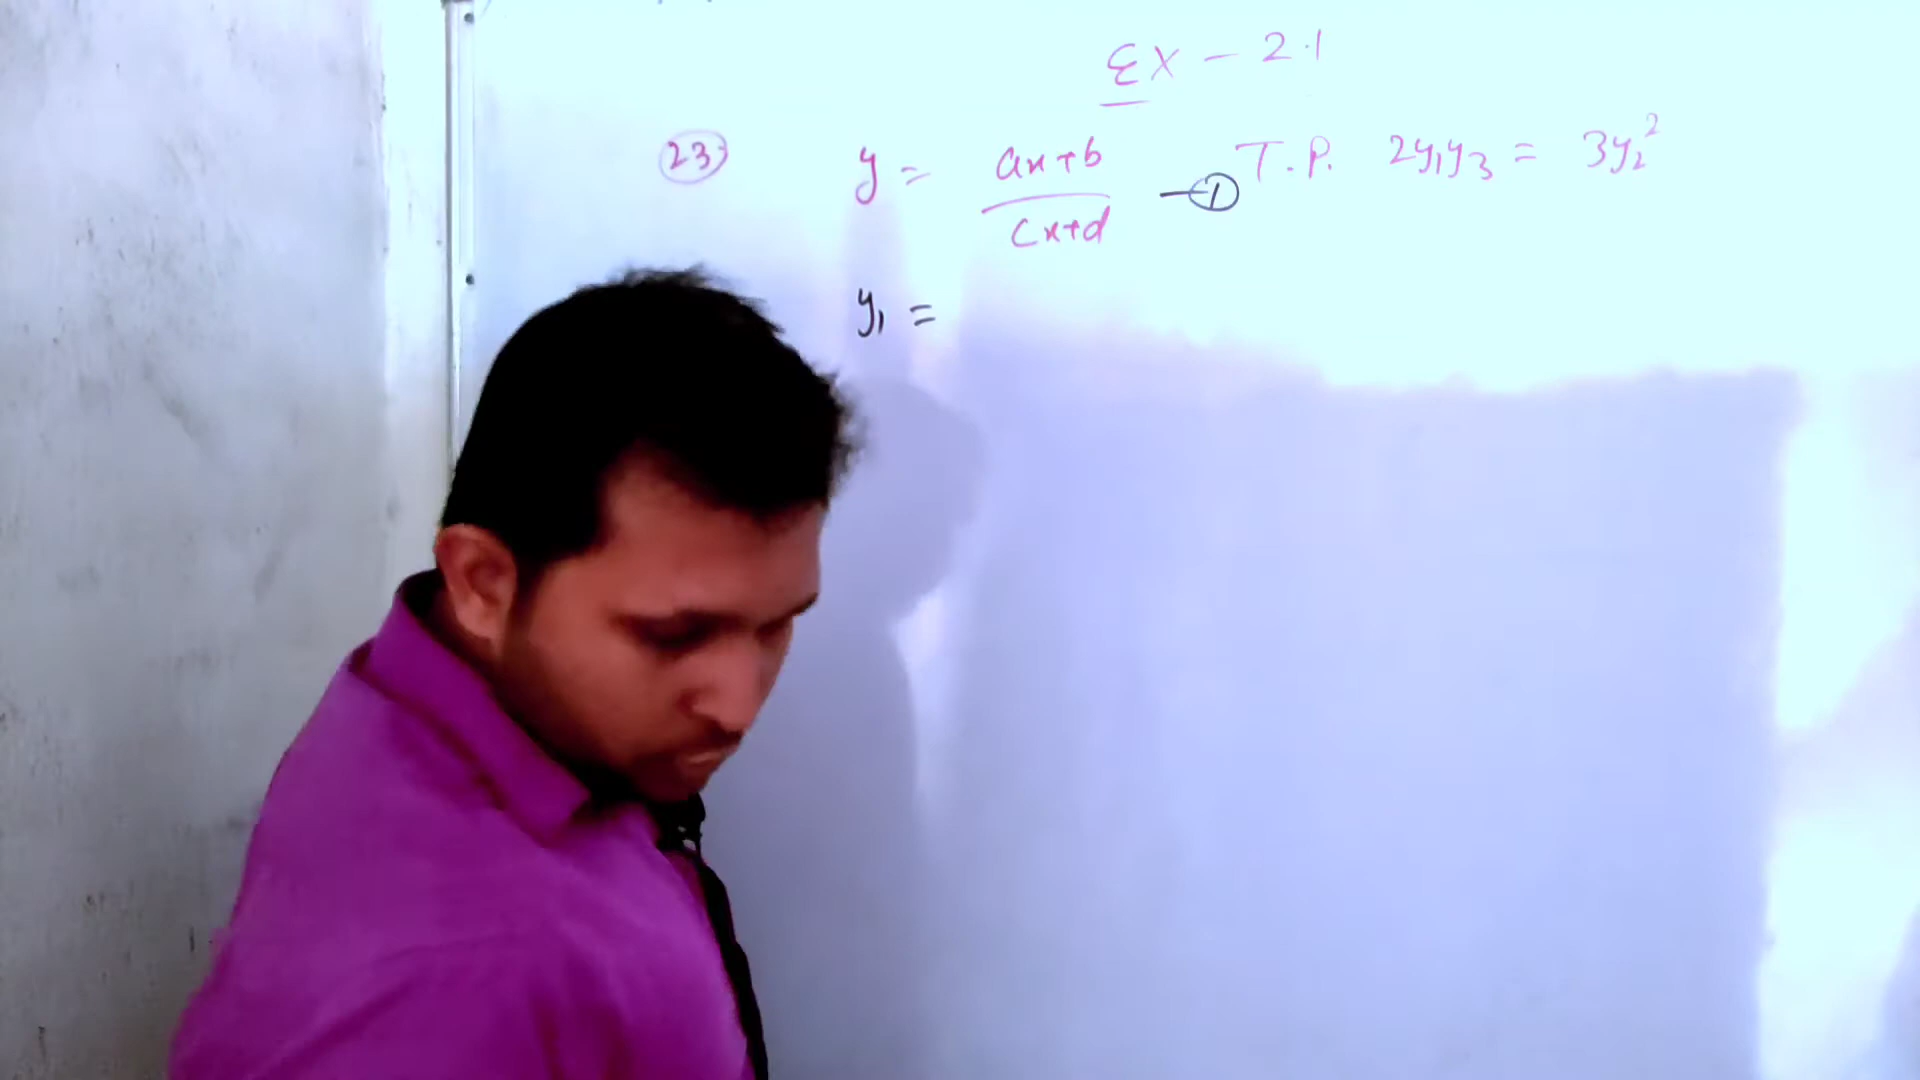 Ex - 2.1
23) y = ax+b / cx+d — ① T.P. 2y₁y₃ = 3y₂²
y₁ =